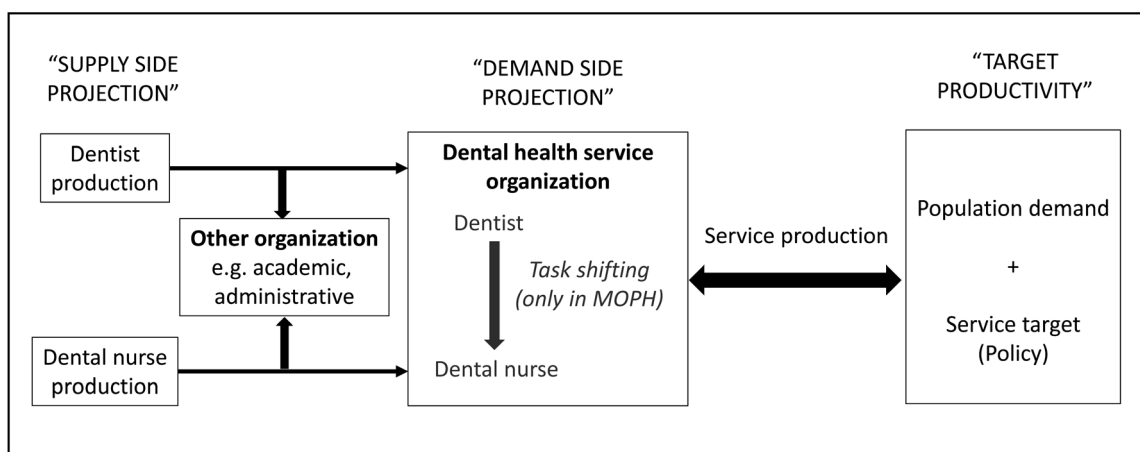 “SUPPLY SIDE
PROJECTION”
“DEMAND SIDE
PROJECTION”
“TARGET
PRODUCTIVITY”
Dentist
production
Other organization
e.g. academic,
administrative
Dental nurse
production
Dental health service
organization
Dentist
Task shifting
(only in MOPH)
Dental nurse
Service production
Population demand
+
Service target
(Policy)